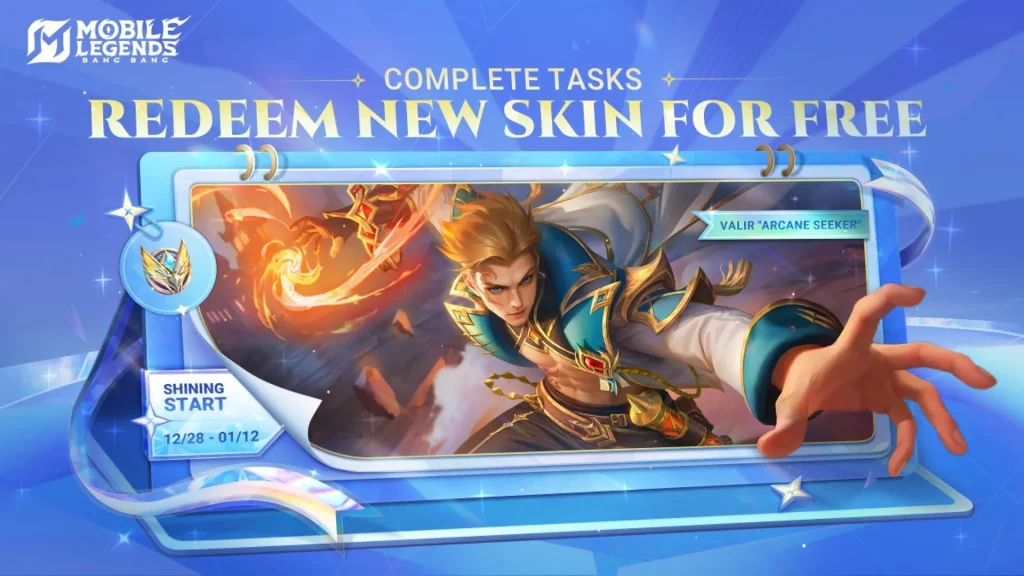 MOBILE
LEGENDS
BANG BANG
COMPLETE TASKS
REDEEM NEW SKIN FOR FREE
VALIR "ARCANE SEEKER"
SHINING
START
12/28 - 01/12